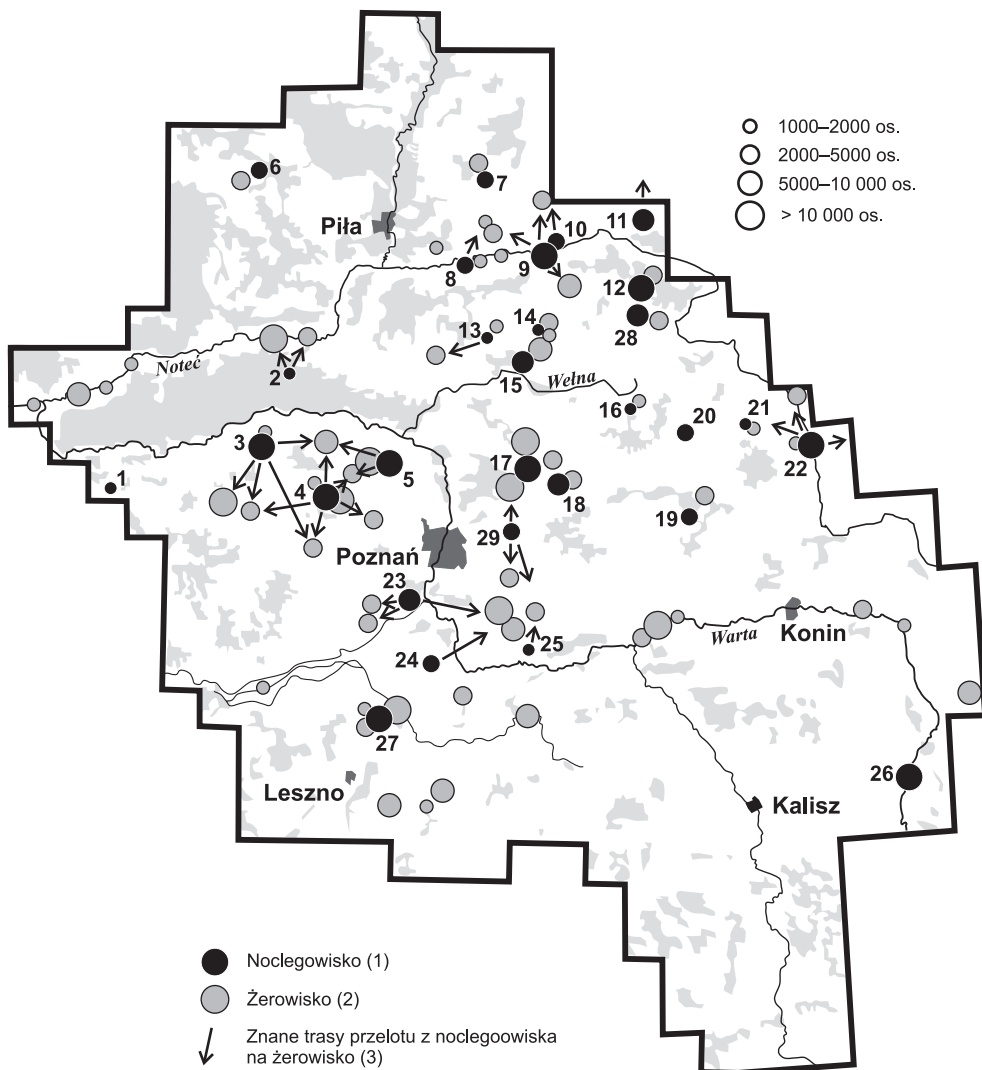 1000–2000 os.
2000–5000 os.
5000–10 000 os.
> 10 000 os.
6
7
Piła
11
10
8
9
12
28
14
13
15
Noteć
2
Wełna
16
20
21
22
3
5
1
4
17
18
19
29
Poznań
23
24
25
Warta
Konin
27
26
Leszno
Kalisz
Noclegowisko (1)
Żerowisko (2)
Znane trasy przelotu z noclegoowiska
na żerowisko (3)